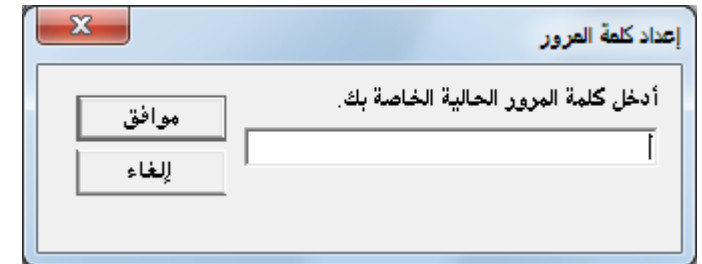 إعداد كلمة المرور
أدخل كلمة المرور الحالية الخاصة بك.
موافق
إلغاء